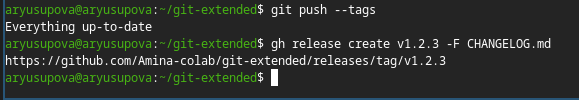 aryusupova@aryusupova:~/git-extended$ git push --tags
Everything up-to-date
aryusupova@aryusupova:~/git-extended$ gh release create v1.2.3 -F CHANGELOG.md
https://github.com/Amina-colab/git-extended/releases/tag/v1.2.3
aryusupova@aryusupova:~/git-extended$